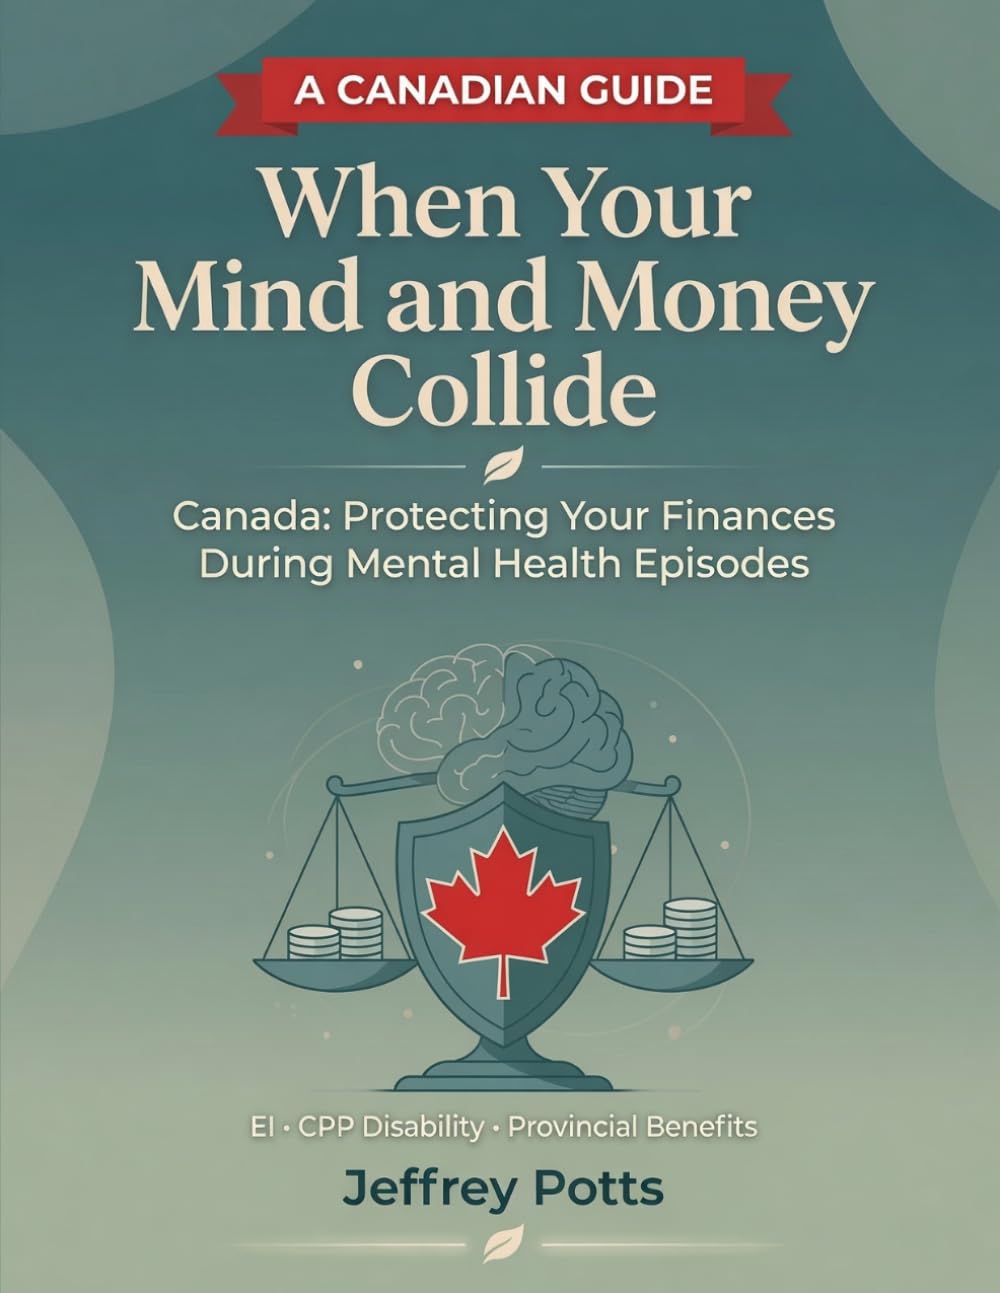 A CANADIAN GUIDE
When Your
Mind and Money
Collide
Canada: Protecting Your Finances
During Mental Health Episodes
EI • CPP Disability • Provincial Benefits
Jeffrey Potts